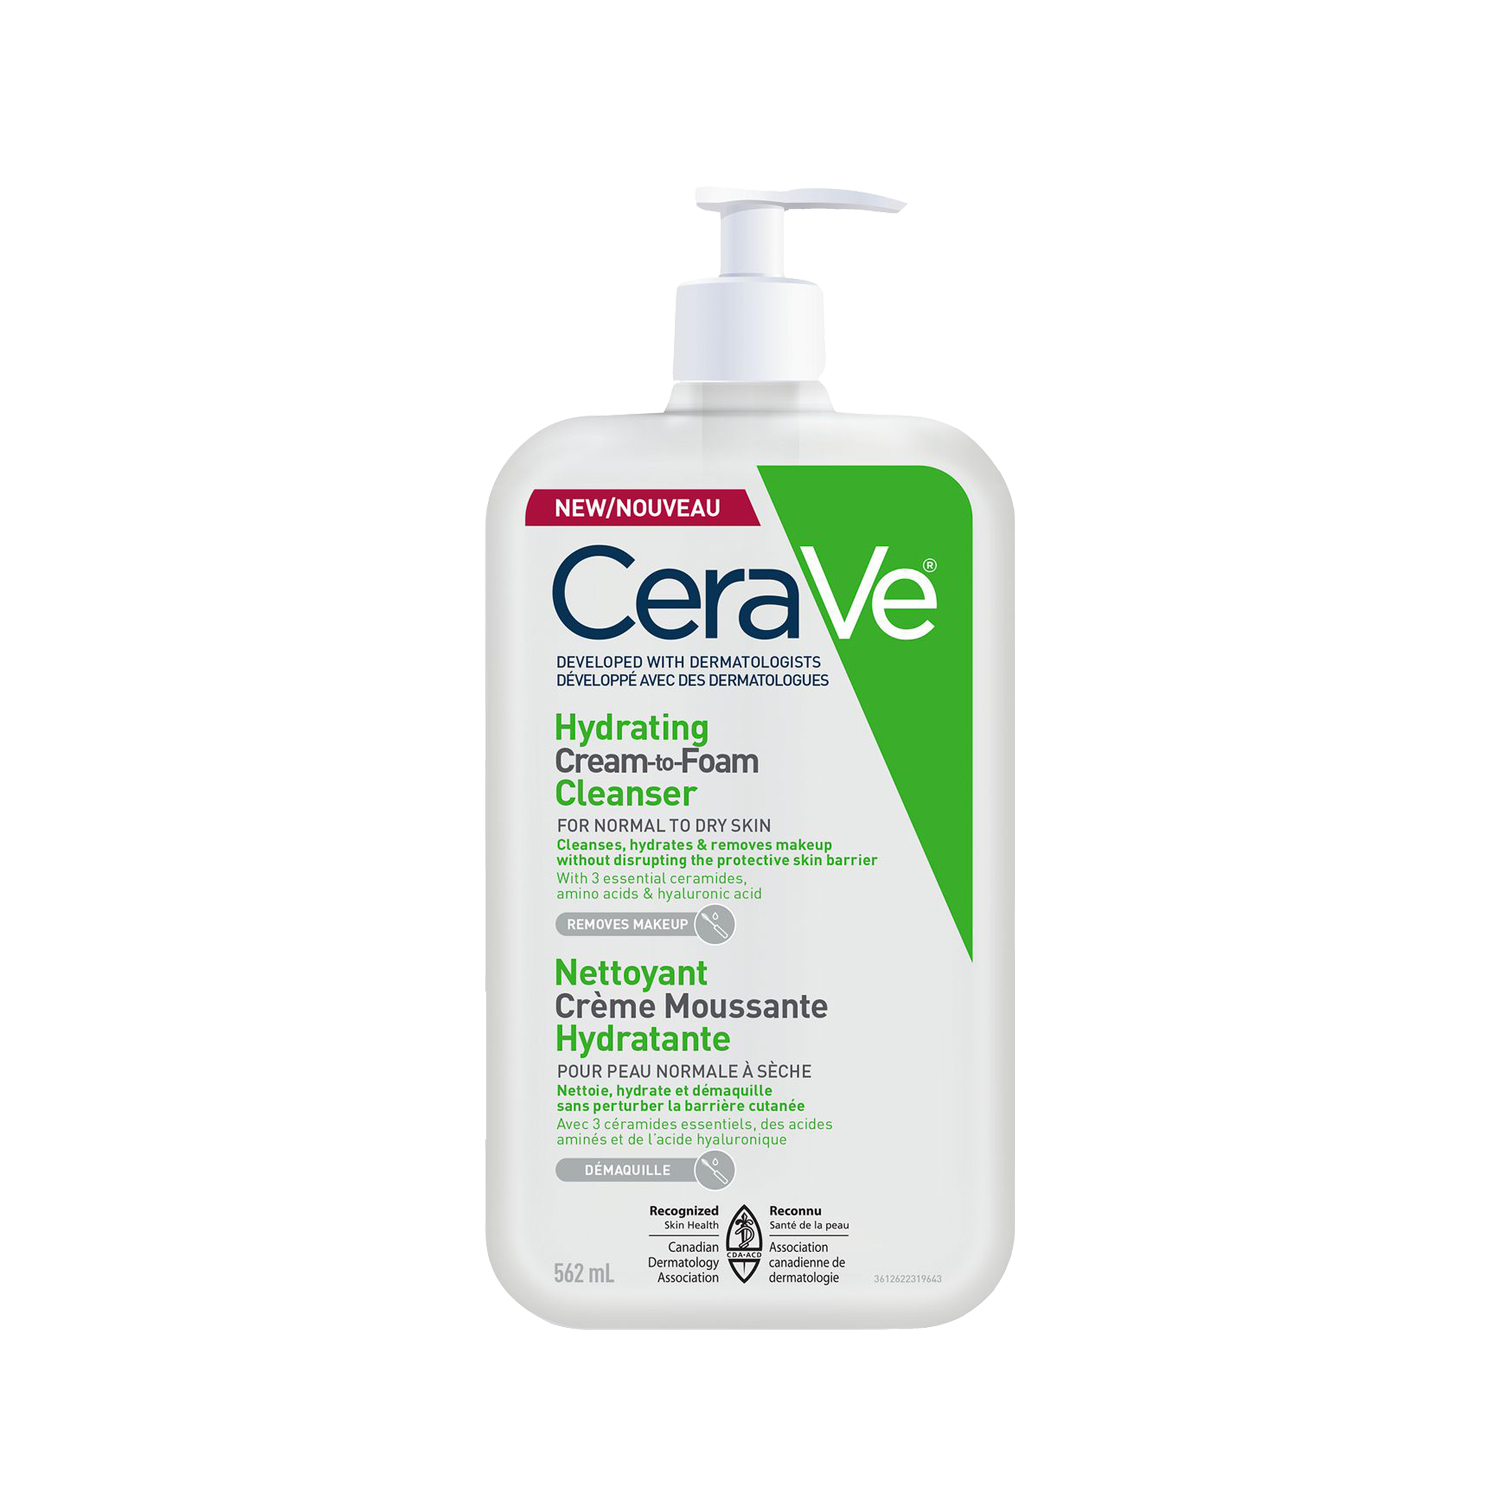 NEW/NOUVEAU
CeraVe®
DEVELOPED WITH DERMATOLOGISTS
DÉVELOPPÉ AVEC DES DERMATOLOGUES
Hydrating
Cream-to-Foam
Cleanser
FOR NORMAL TO DRY SKIN
Cleanses, hydrates & removes makeup
without disrupting the protective skin barrier
With 3 essential ceramides,
amino acids & hyaluronic acid
REMOVES MAKEUP
Nettoyant
Crème Moussante
Hydratante
POUR PEAU NORMALE À SÈCHE
Nettoie, hydrate et démaquille
sans perturber la barrière cutanée
Avec 3 céramides essentiels, des acides
aminés et de l'acide hyaluronique
DÉMAQUILLE
Recognized
Skin Health
Canadian
Dermatology
Association
CDA-ACD
Reconnu
Santé de la peau
Association
canadienne de
dermatologie
562 mL
3612622319643